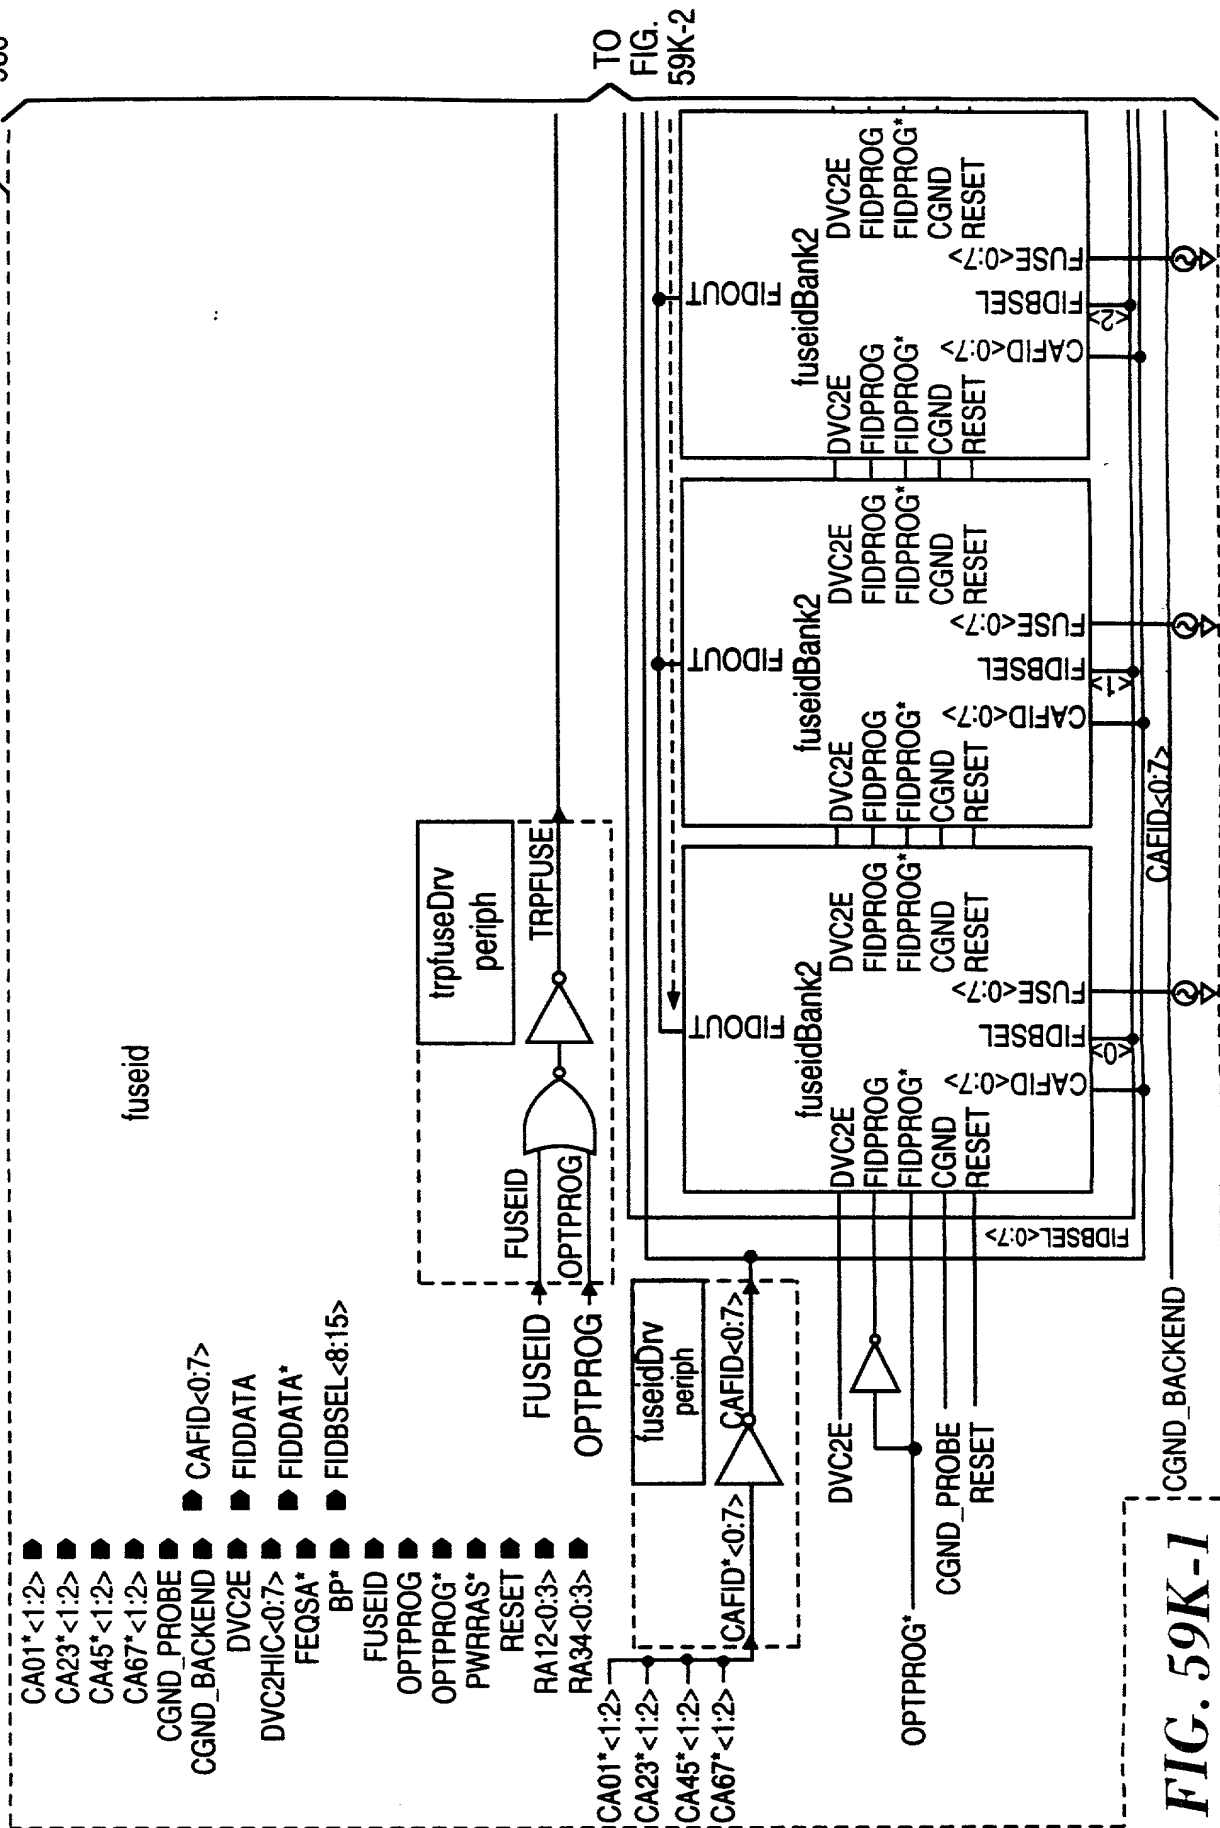 TO
FIG.
59K-2
fuseid
CA01*<1:2>
CA23*<1:2>
CA45*<1:2>
CA67*<1:2>
CGND_PROBE
CGND_BACKEND
DVC2E
DVC2HIC<0:7>
FEQSA*
BP*
FUSEID
OPTPROG
OPTPROG*
PWRRAS*
RESET
RA12<0:3>
RA34<0:3>
CAFID<0:7>
FIDDATA
FIDDATA*
FIDBSEL<8:15>
trpfuseDrv
periph
FUSEID
OPTPROG
FUSEID
OPTPROG
TRPFUSE
CA01*<1:2>
CA23*<1:2>
CA45*<1:2>
CA67*<1:2>
fuseidDrv
periph
CAFID*<0:7>
CAFID<0:7>
DVC2E
OPTPROG*
CGND_PROBE
RESET
FIDBSEL<0:7>
FIDOUT
fuseidBank2
DVC2E
FIDPROG
FIDPROG*
CGND
RESET
DVC2E
FIDPROG
FIDPROG*
CGND
RESET
CAFID<0:7>
FIDBSEL
FUSE<0:7>
<0>
FIDOUT
fuseidBank2
DVC2E
FIDPROG
FIDPROG*
CGND
RESET
DVC2E
FIDPROG
FIDPROG*
CGND
RESET
CAFID<0:7>
FIDBSEL
FUSE<0:7>
<1>
FIDOUT
fuseidBank2
DVC2E
FIDPROG
FIDPROG*
CGND
RESET
DVC2E
FIDPROG
FIDPROG*
CGND
RESET
CAFID<0:7>
FIDBSEL
FUSE<0:7>
<2>
CAFID<0:7>
CGND_BACKEND
FIG. 59K-1